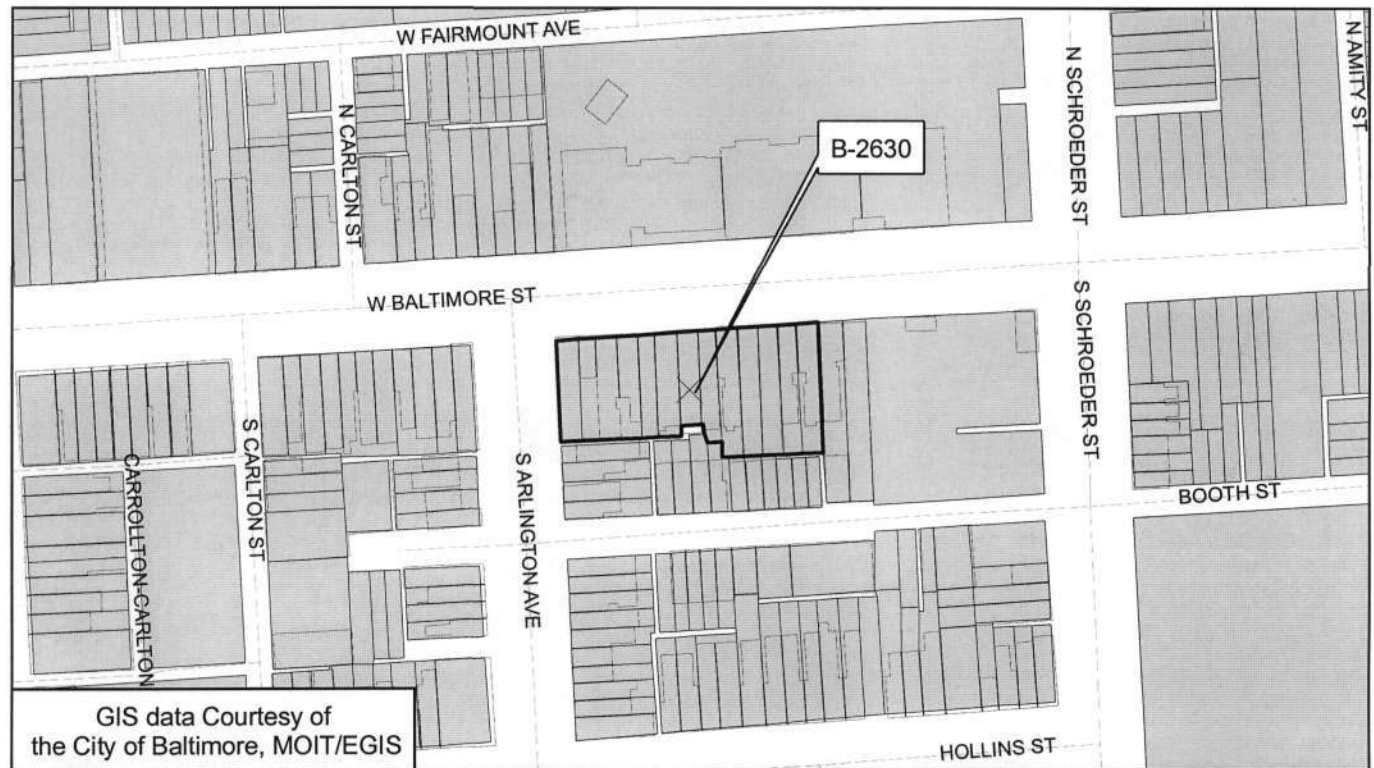 W FAIRMOUNT AVE
N CARLTON ST
N SCHROEDER ST
N AMITY ST
B-2630
W BALTIMORE ST
S CARLTON ST
S ARLINGTON AVE
S SCHROEDER ST
CARROLLTON-CARLTON
BOOTH ST
HOLLINS ST
GIS data Courtesy of
the City of Baltimore, MOIT/EGIS